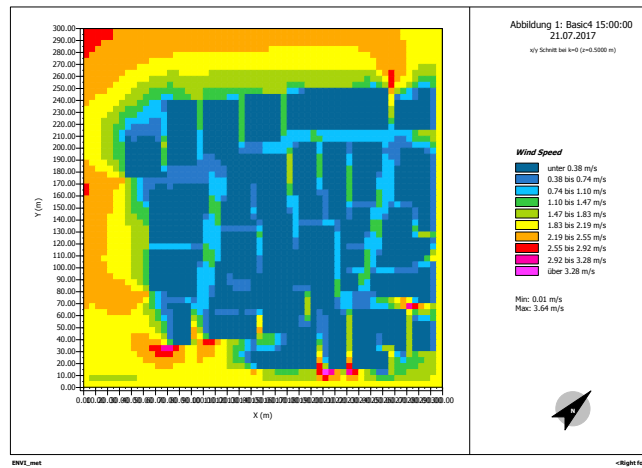 Abbildung 1: Basic4 15:00:00
21.07.2017
x/y Schnitt bei k=0 (z=0.5000 m)
300.00
290.00
280.00
270.00
260.00
250.00
240.00
230.00
220.00
210.00
200.00
190.00
180.00
170.00
160.00
150.00
140.00
130.00
120.00
110.00
100.00
90.00
80.00
70.00
60.00
50.00
40.00
30.00
20.00
10.00
0.00
Y (m)
X (m)
Wind Speed
unter 0.38 m/s
0.38 bis 0.74 m/s
0.74 bis 1.10 m/s
1.10 bis 1.47 m/s
1.47 bis 1.83 m/s
1.83 bis 2.19 m/s
2.19 bis 2.55 m/s
2.55 bis 2.92 m/s
2.92 bis 3.28 m/s
über 3.28 m/s
Min: 0.01 m/s
Max: 3.64 m/s
N
ENVI_met
<Right fo